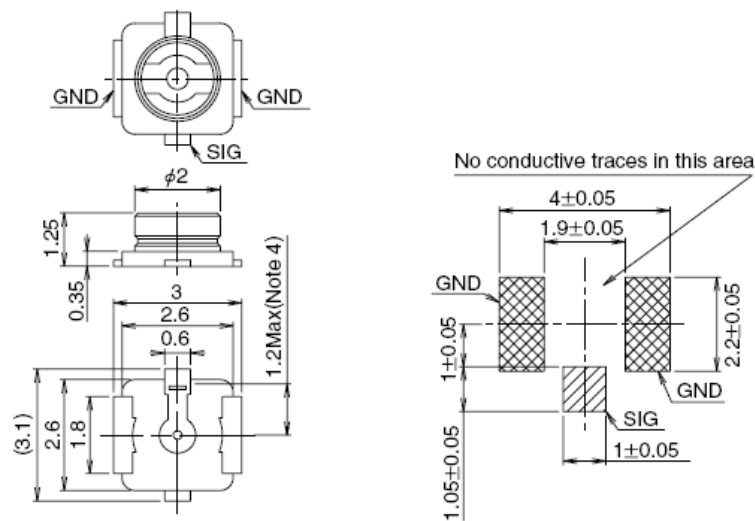 GND
GND
SIG
ϕ2
1.25
0.35
3
2.6
0.6
1.2Max(Note 4)
(3.1)
2.6
1.8
No conductive traces in this area
4±0.05
1.9±0.05
GND
2.2±0.05
1±0.05
GND
SIG
1.05±0.05
1±0.05